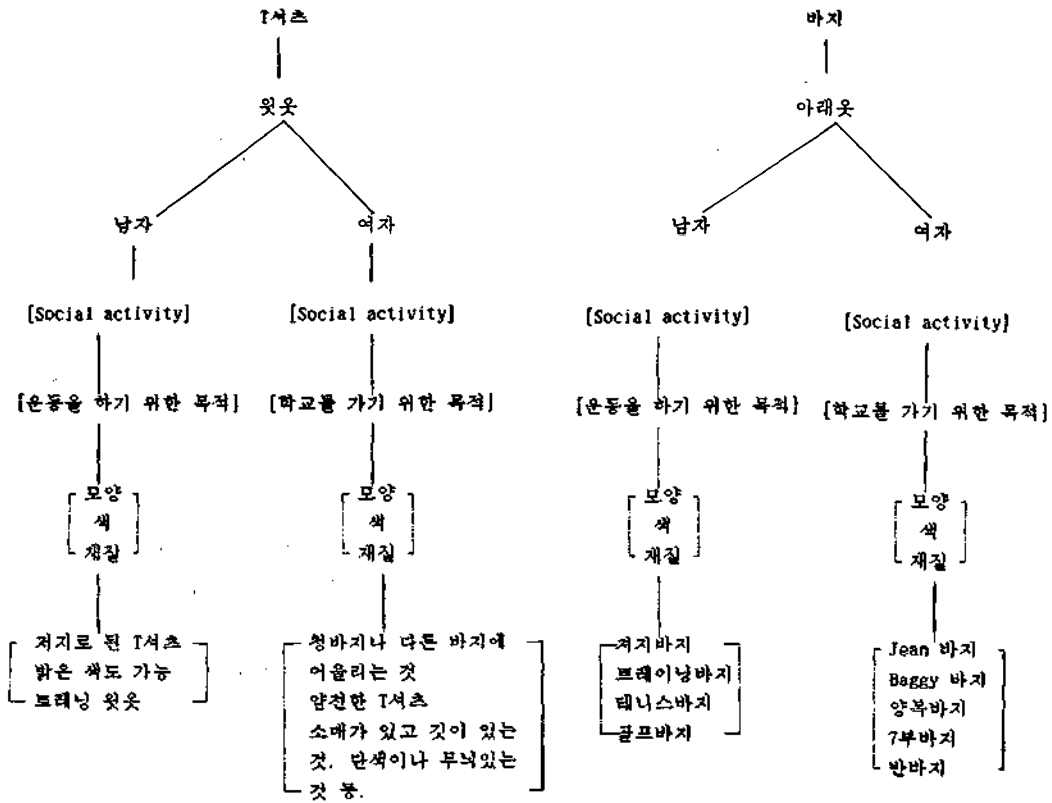 T셔츠
바지
윗옷
아래옷
남자
여자
남자
여자
[Social activity]
[Social activity]
[Social activity]
[Social activity]
[운동을 하기 위한 목적]
[학교를 가기 위한 목적]
[운동을 하기 위한 목적]
[학교를 가기 위한 목적]
모양
색
재질
모양
색
재질
모양
색
재질
모양
색
재질
저지로 된 T셔츠
밝은 색도 가능
트레닝 윗옷
청바지나 다른 바지에
어울리는 것
얌전한 T셔츠
소매가 있고 깃이 있는
것. 단색이나 무늬있는
것 등.
져지바지
트레이닝바지
테니스바지
골프바지
Jean 바지
Baggy 바지
양복바지
7부바지
반바지